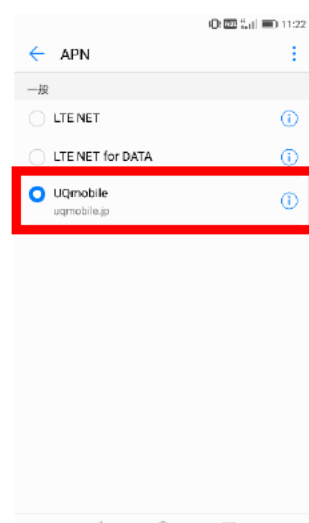 11:22
APN
一般
LTE NET
LTE NET for DATA
UQmobile
uqmobile.jp